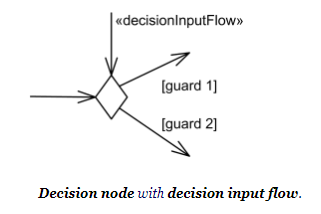 «decisionInputFlow»
[guard 1]
[guard 2]
Decision node with decision input flow.